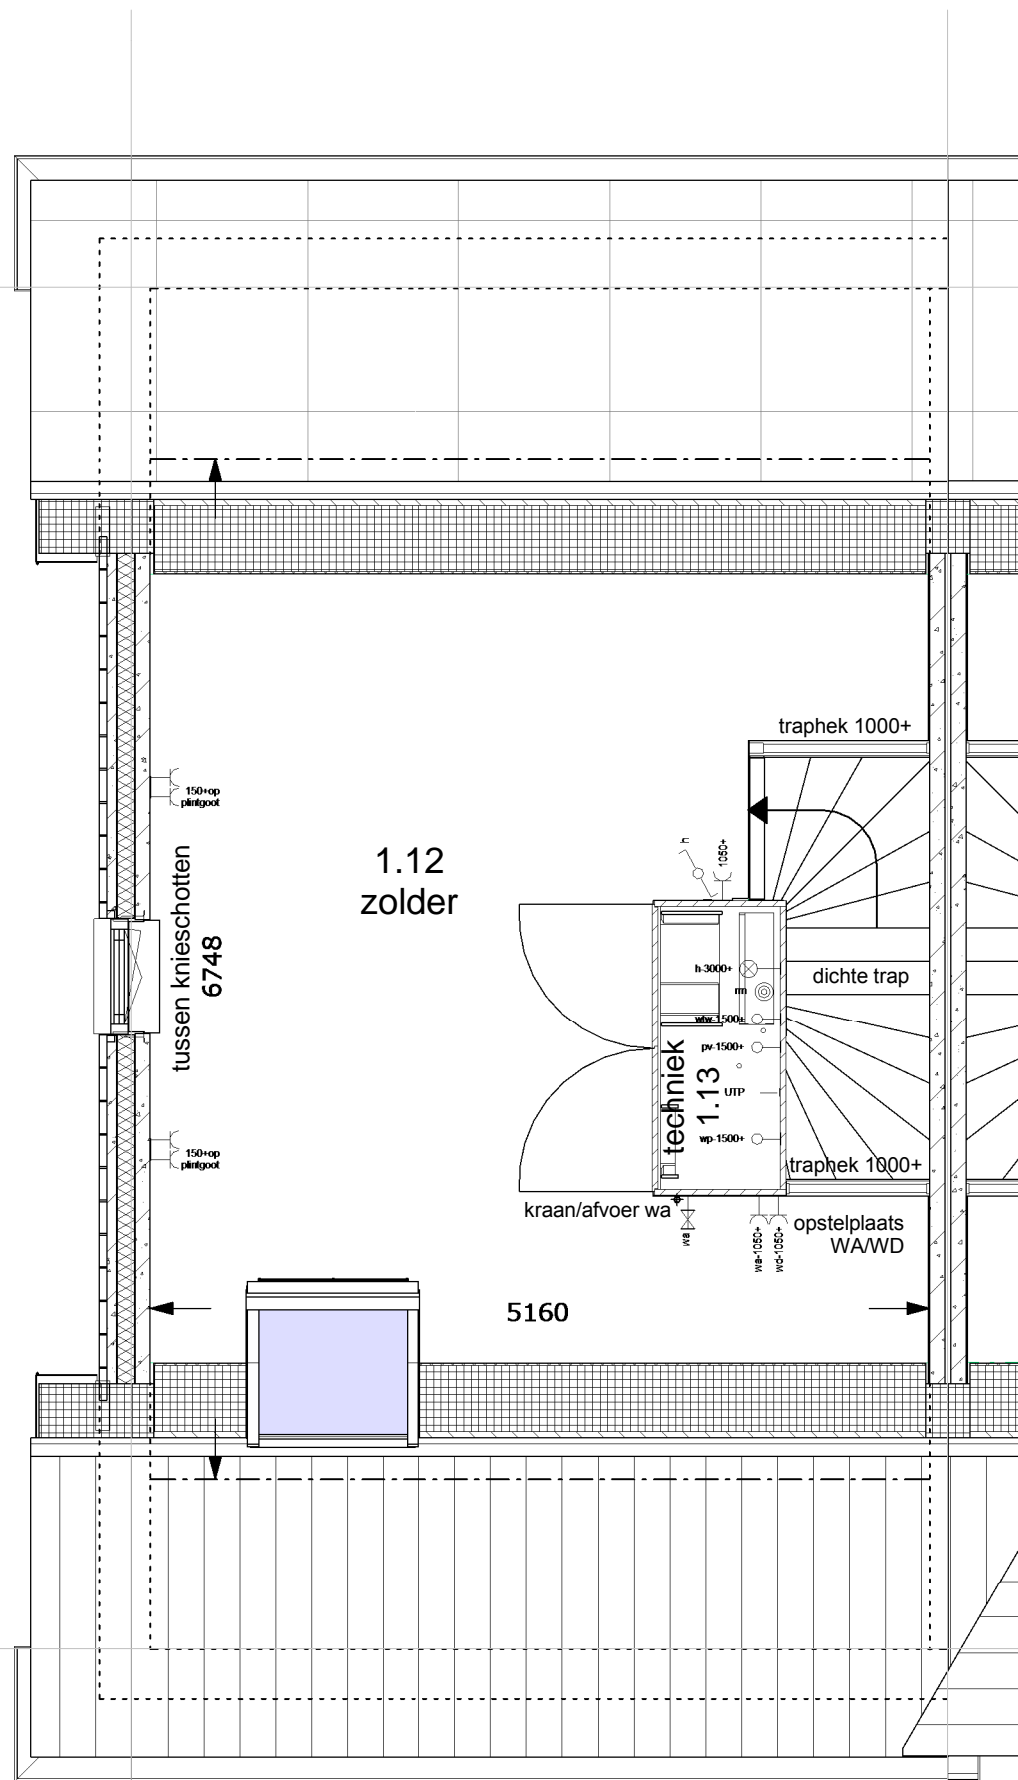 traphek 1000+
150+op
plintgoot
tussen knieschotten
6748
1.12
zolder
h
1050+
h-3000+
rm
wtw-1500+
pv-1500+
UTP
wp-1500+
techniek
1.13
dichte trap
150+op
plintgoot
traphek 1000+
kraan/afvoer wa
wa
wa-1050+
wd-1050+
opstelplaats
WA/WD
5160